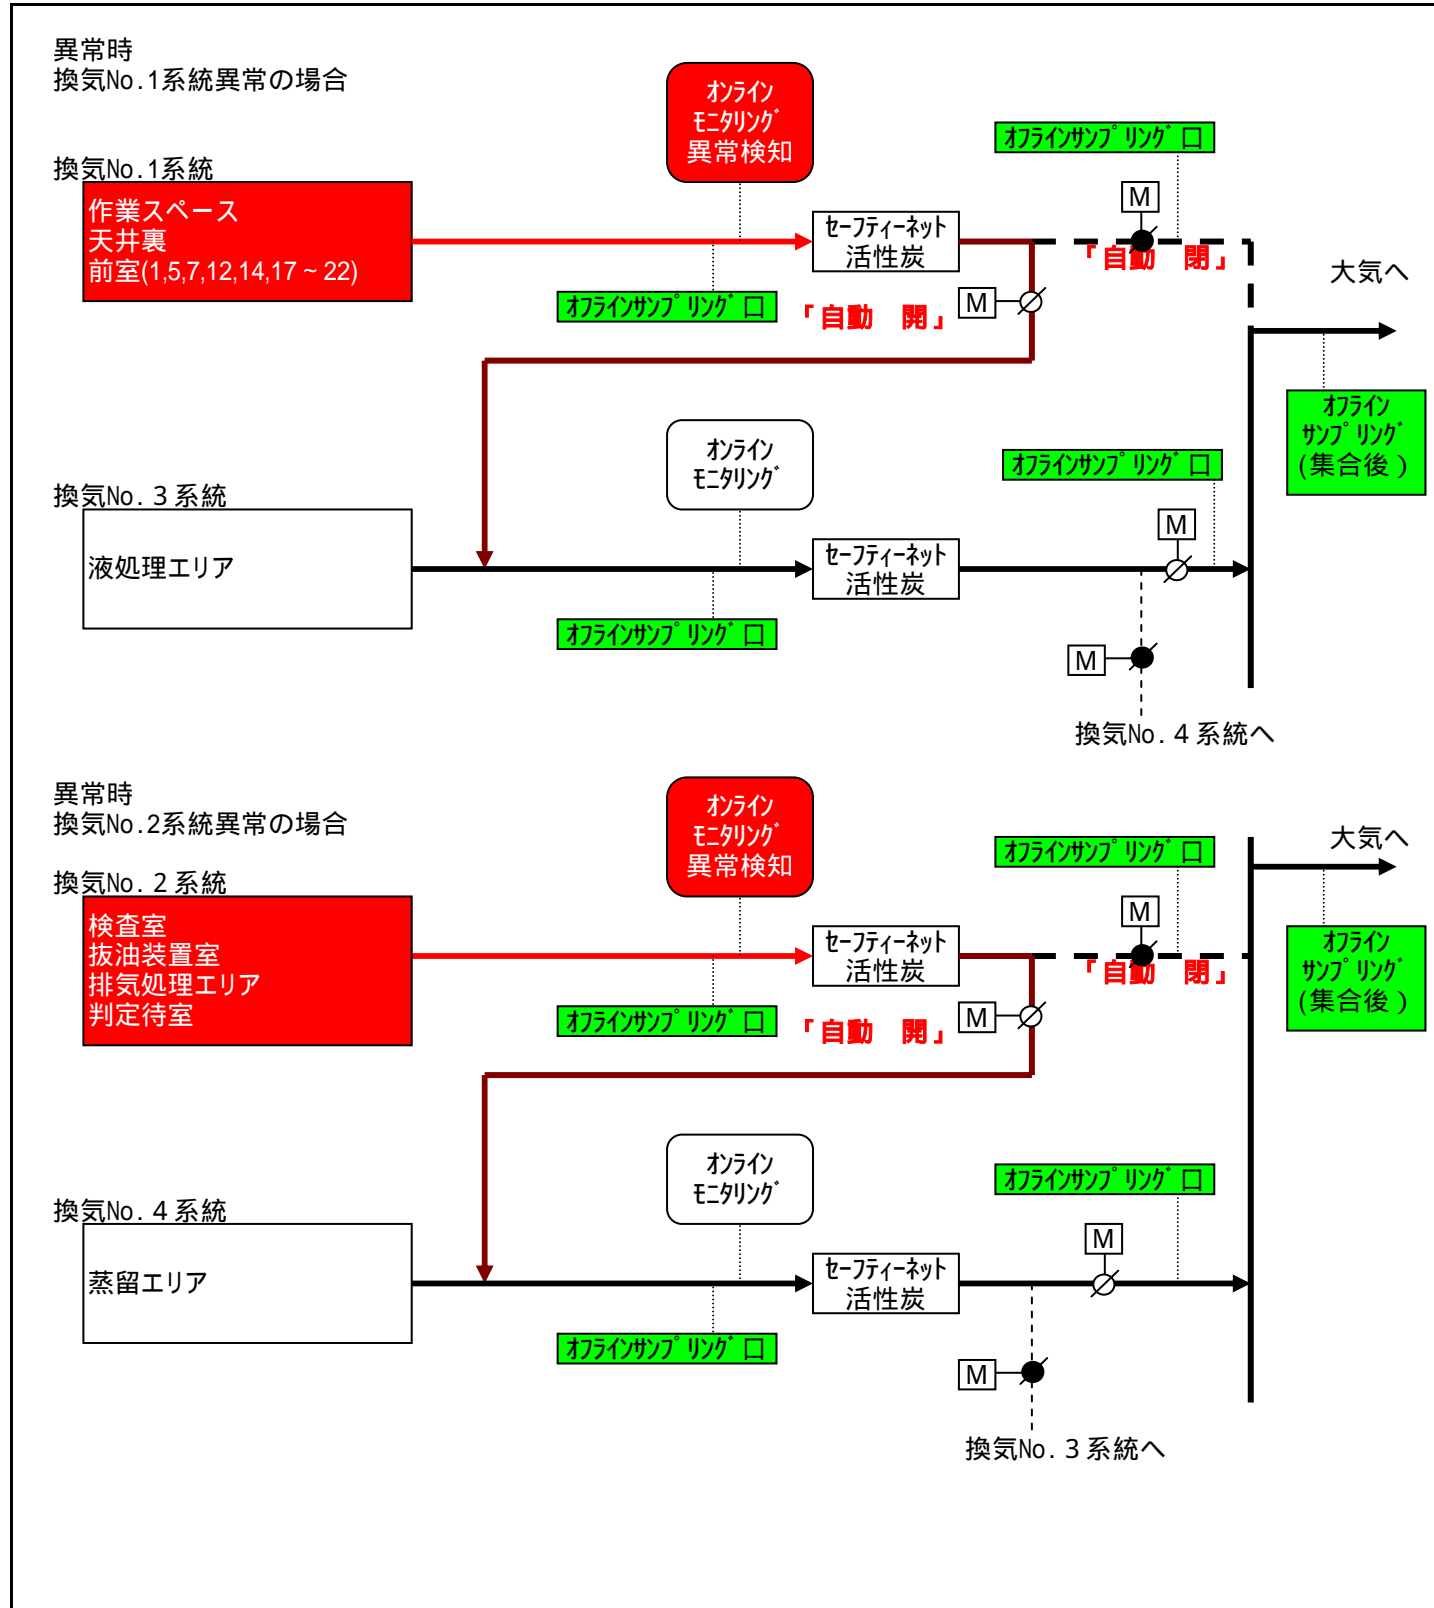 異常時
換気No.1系統異常の場合
オンライン
モニタリング
異常検知
オフラインサンプリング口
換気No.1系統
作業スペース
天井裏
前室(1,5,7,12,14,17～22)
M
セーフティーネット
活性炭
「自動　閉」
大気へ
オフラインサンプリング口
「自動　開」
M
オフライン
サンプリング
(集合後)
オンライン
モニタリング
オフラインサンプリング口
換気No.3系統
液処理エリア
M
セーフティーネット
活性炭
オフラインサンプリング口
M
換気No.4系統へ
異常時
換気No.2系統異常の場合
オンライン
モニタリング
異常検知
オフラインサンプリング口
大気へ
換気No.2系統
検査室
抜油装置室
排気処理エリア
判定待室
M
セーフティーネット
活性炭
「自動　閉」
オフライン
サンプリング
(集合後)
オフラインサンプリング口
「自動　開」
M
オンライン
モニタリング
オフラインサンプリング口
換気No.4系統
蒸留エリア
M
セーフティーネット
活性炭
オフラインサンプリング口
M
換気No.3系統へ